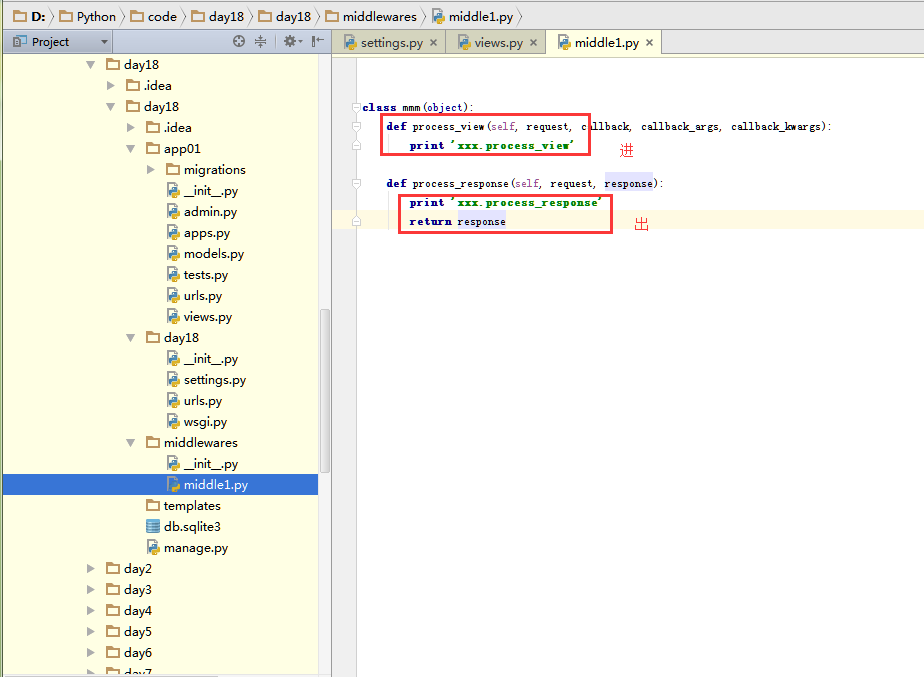 D: Python code day18 day18 middlewares middle1.py
Project
settings.py × views.py × middle1.py ×
day18
.idea
day18
.idea
app01
migrations
__init__.py
admin.py
apps.py
models.py
tests.py
urls.py
views.py
day18
__init__.py
settings.py
urls.py
wsgi.py
middlewares
__init__.py
middle1.py
templates
db.sqlite3
manage.py
day2
day3
day4
day5
day6
day7
class mmm(object):
def process_view(self, request, callback, callback_args, callback_kwargs):
print 'xxx.process_view'
进
def process_response(self, request, response):
print 'xxx.process_response'
return response
出